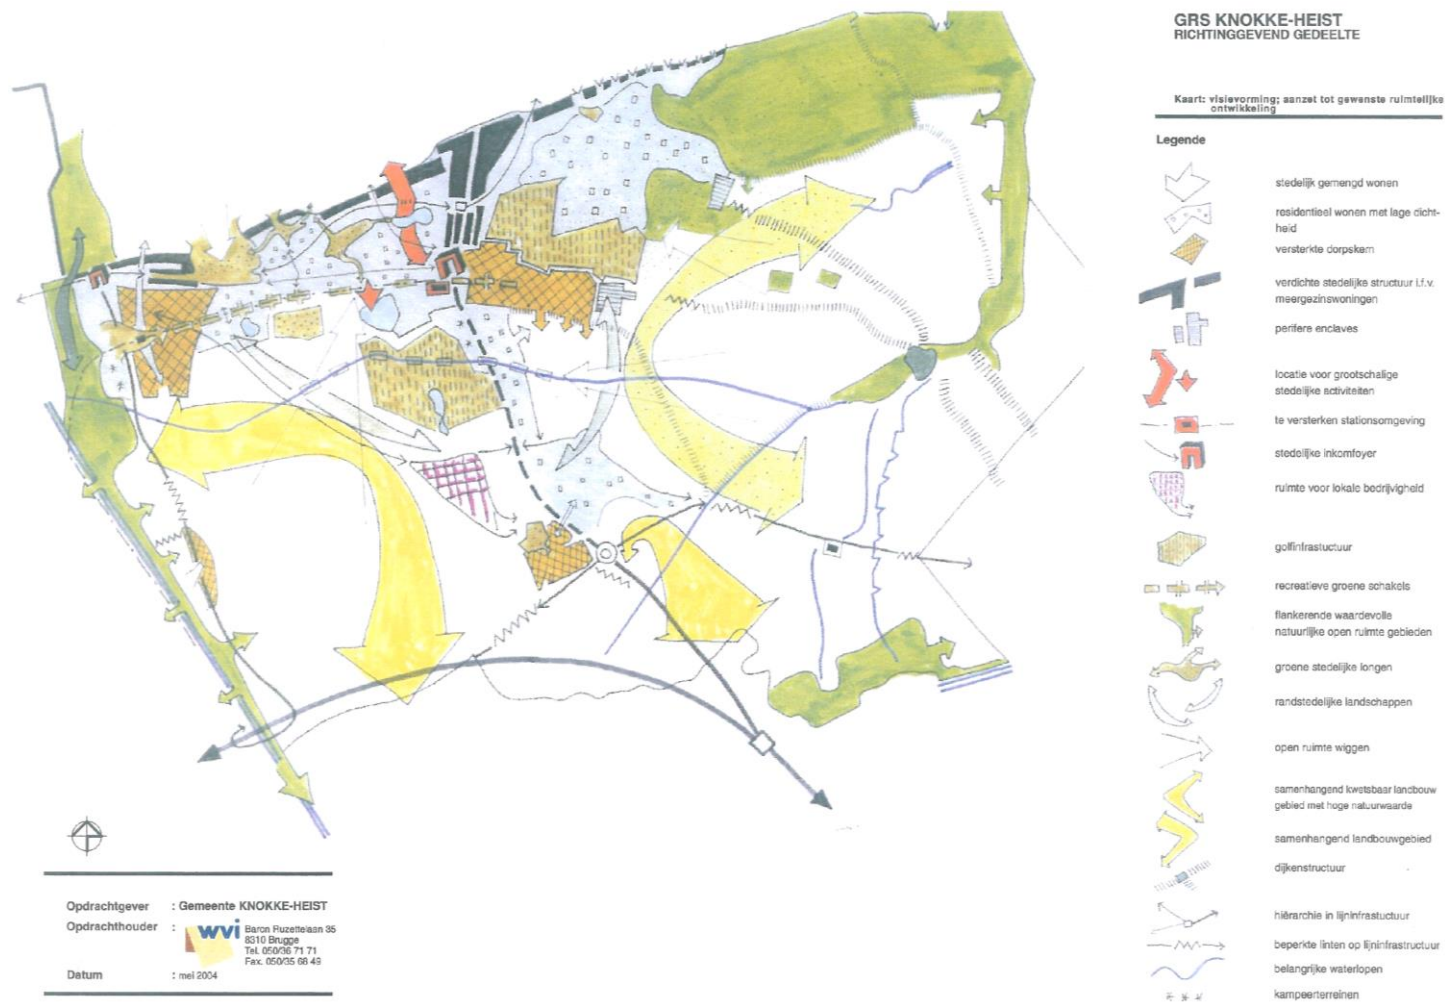 GRS KNOKKE-HEIST
RICHTINGGEVEND GEDEELTE
Kaart: visievorming; aanzet tot gewenste ruimtelijke
ontwikkeling
Legende
stedelijk gemengd wonen
residentieel wonen met lage dicht-
heid
versterkte dorpskern
verdichte stedelijke structuur i.f.v.
meergezinswoningen
perifere enclaves
locatie voor grootschalige
stedelijke activiteiten
te versterken stationsomgeving
stedelijke inkomfoyer
ruimte voor lokale bedrijvigheid
golfinfrastuctuur
recreatieve groene schakels
flankerende waardevolle
natuurlijke open ruimte gebieden
groene stedelijke longen
randstedelijke landschappen
open ruimte wiggen
samenhangend kwetsbaar landbouw
gebied met hoge natuurwaarde
samenhangend landbouwgebied
dijkenstructuur
hiërarchie in lijninfrastuctuur
beperkte linten op lijninfrastructuur
belangrijke waterlopen
kampeerterreinen
Opdrachtgever : Gemeente KNOKKE-HEIST
Opdrachthouder :
wvi
Baron Ruzettelaan 35
8310 Brugge
Tel. 050/36 71 71
Fax. 050/35 68 49
Datum : mei 2004